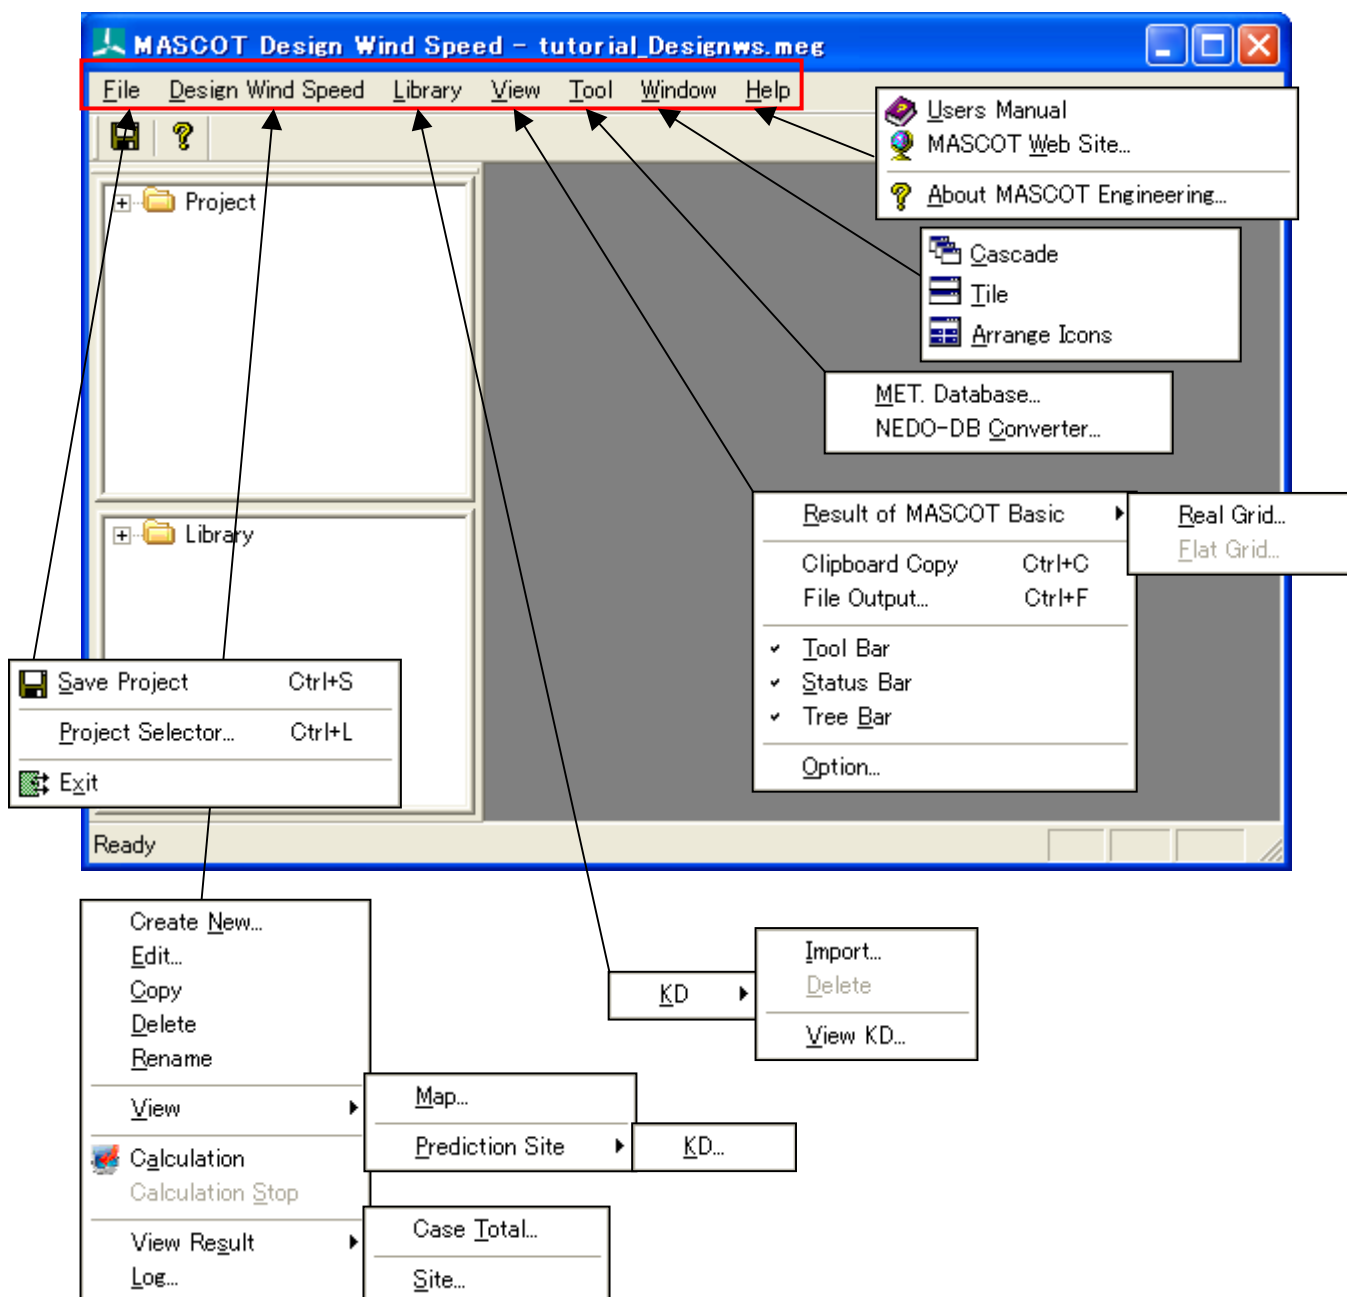 MASCOT Design Wind Speed - tutorial_Designws.meg
File Design Wind Speed Library View Tool Window Help
Users Manual
MASCOT Web Site...
About MASCOT Engineering...
Project
Cascade
Tile
Arrange Icons
MET. Database...
NEDO-DB Converter...
Result of MASCOT Basic
Real Grid...
Flat Grid...
Clipboard Copy Ctrl+C
File Output... Ctrl+F
Tool Bar
Status Bar
Tree Bar
Option...
Library
Save Project Ctrl+S
Project Selector... Ctrl+L
Exit
Ready
Create New...
Edit...
Copy
Delete
Rename
View
Calculation
Calculation Stop
View Result
Log...
Map...
Prediction Site
KD...
Case Total...
Site...
KD
Import...
Delete
View KD...